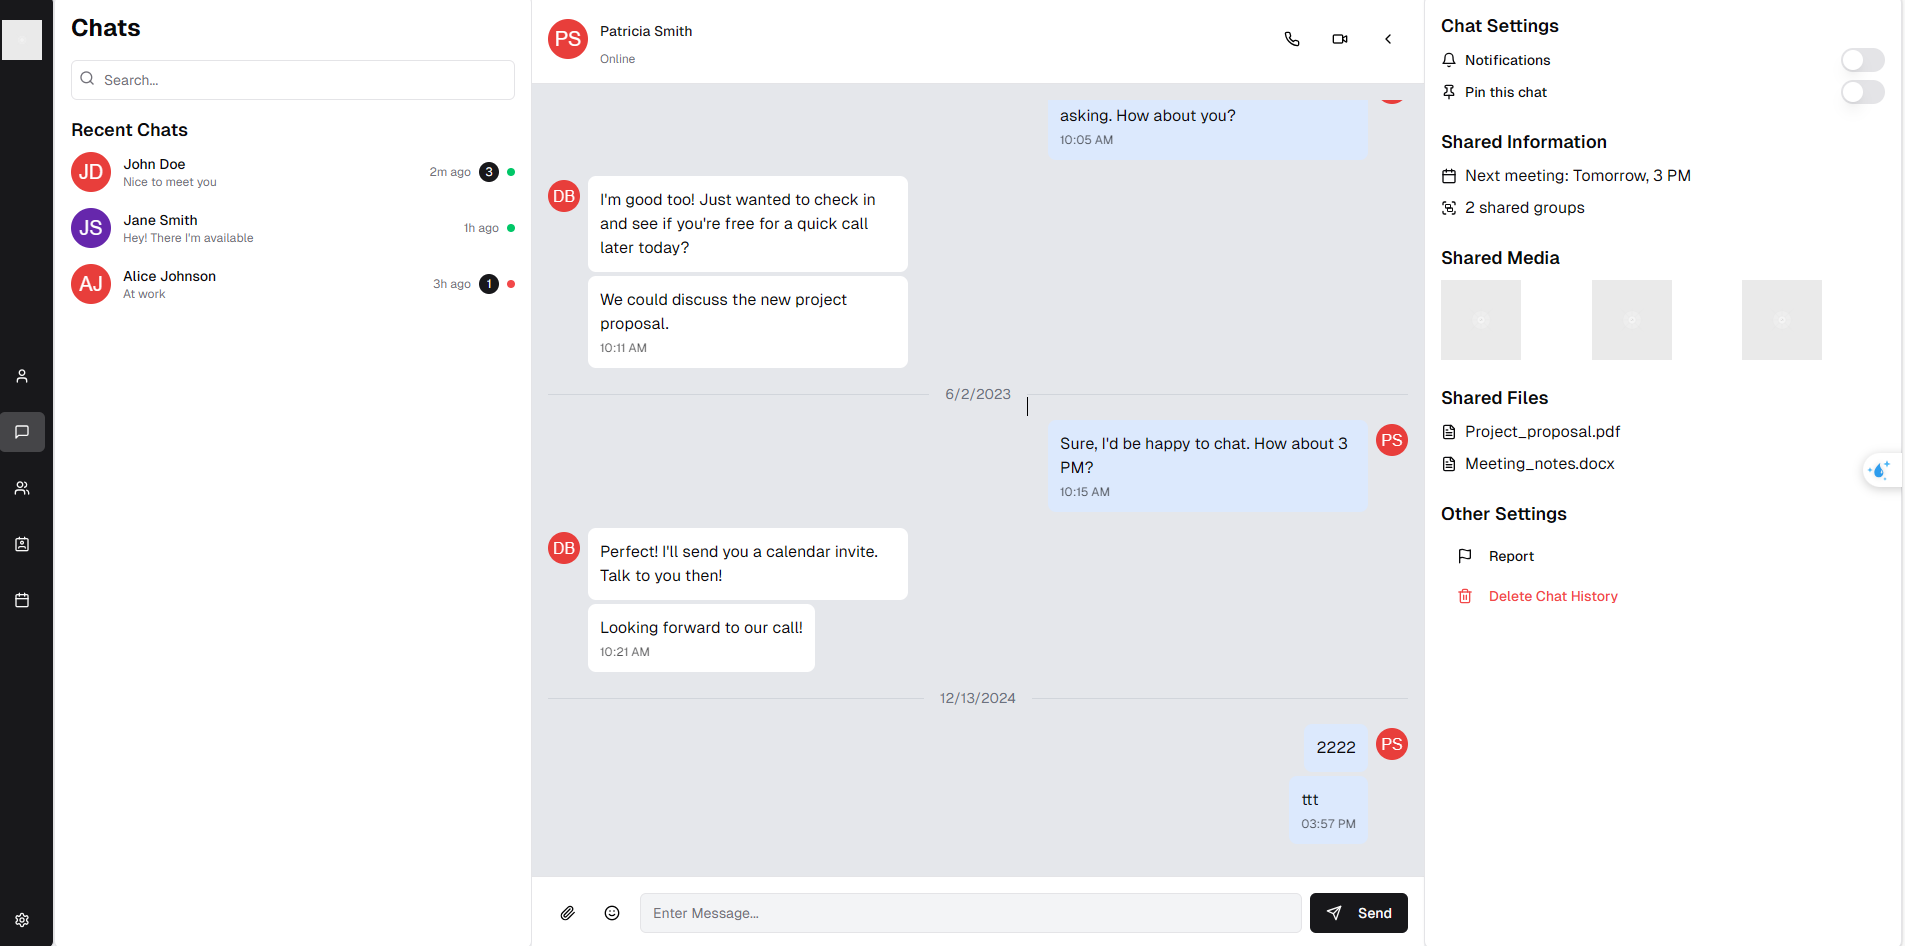 Chats
Search...
Recent Chats
JD
John Doe
Nice to meet you
2m ago
3
JS
Jane Smith
Hey! There I'm available
1h ago
AJ
Alice Johnson
At work
3h ago
1
PS
Patricia Smith
Online
asking. How about you?
10:05 AM
DB
I'm good too! Just wanted to check in
and see if you're free for a quick call
later today?
We could discuss the new project
proposal.
10:11 AM
6/2/2023
Sure, I'd be happy to chat. How about 3
PM?
10:15 AM
PS
DB
Perfect! I'll send you a calendar invite.
Talk to you then!
Looking forward to our call!
10:21 AM
12/13/2024
2222
PS
ttt
03:57 PM
Enter Message...
Send
Chat Settings
Notifications
Pin this chat
Shared Information
Next meeting: Tomorrow, 3 PM
2 shared groups
Shared Media
Shared Files
Project_proposal.pdf
Meeting_notes.docx
Other Settings
Report
Delete Chat History